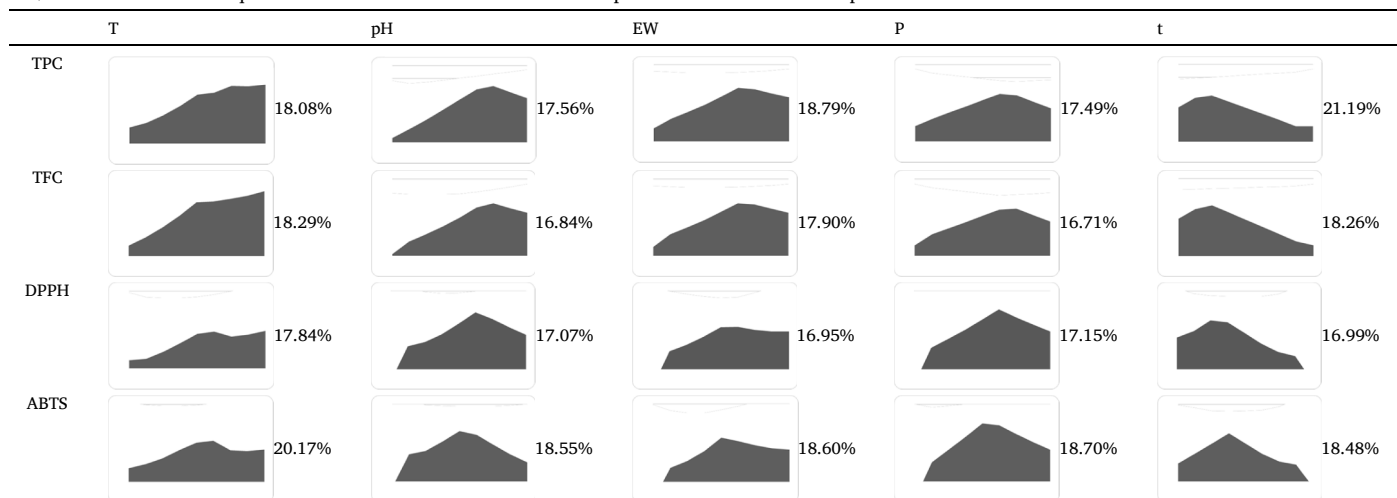 T pH EW P t
TPC 18.08% 17.56% 18.79% 17.49% 21.19%
TFC 18.29% 16.84% 17.90% 16.71% 18.26%
DPPH 17.84% 17.07% 16.95% 17.15% 16.99%
ABTS 20.17% 18.55% 18.60% 18.70% 18.48%